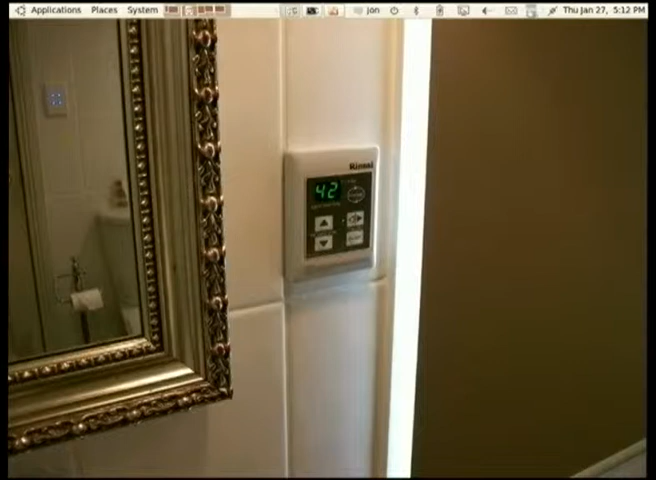 Applications Places System
jon
Thu Jan 27, 5:12 PM
Rinnai
42